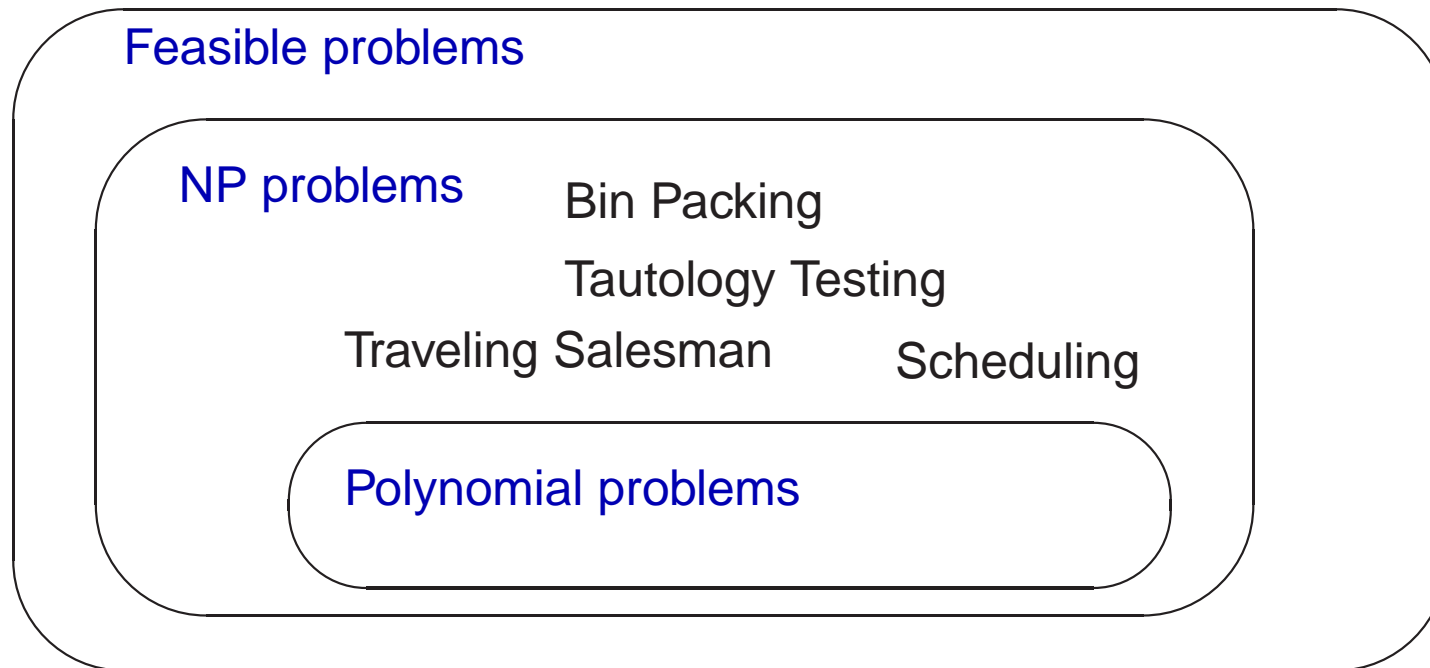 Feasible problems
NP problems
Bin Packing
Tautology Testing
Traveling Salesman
Scheduling
Polynomial problems